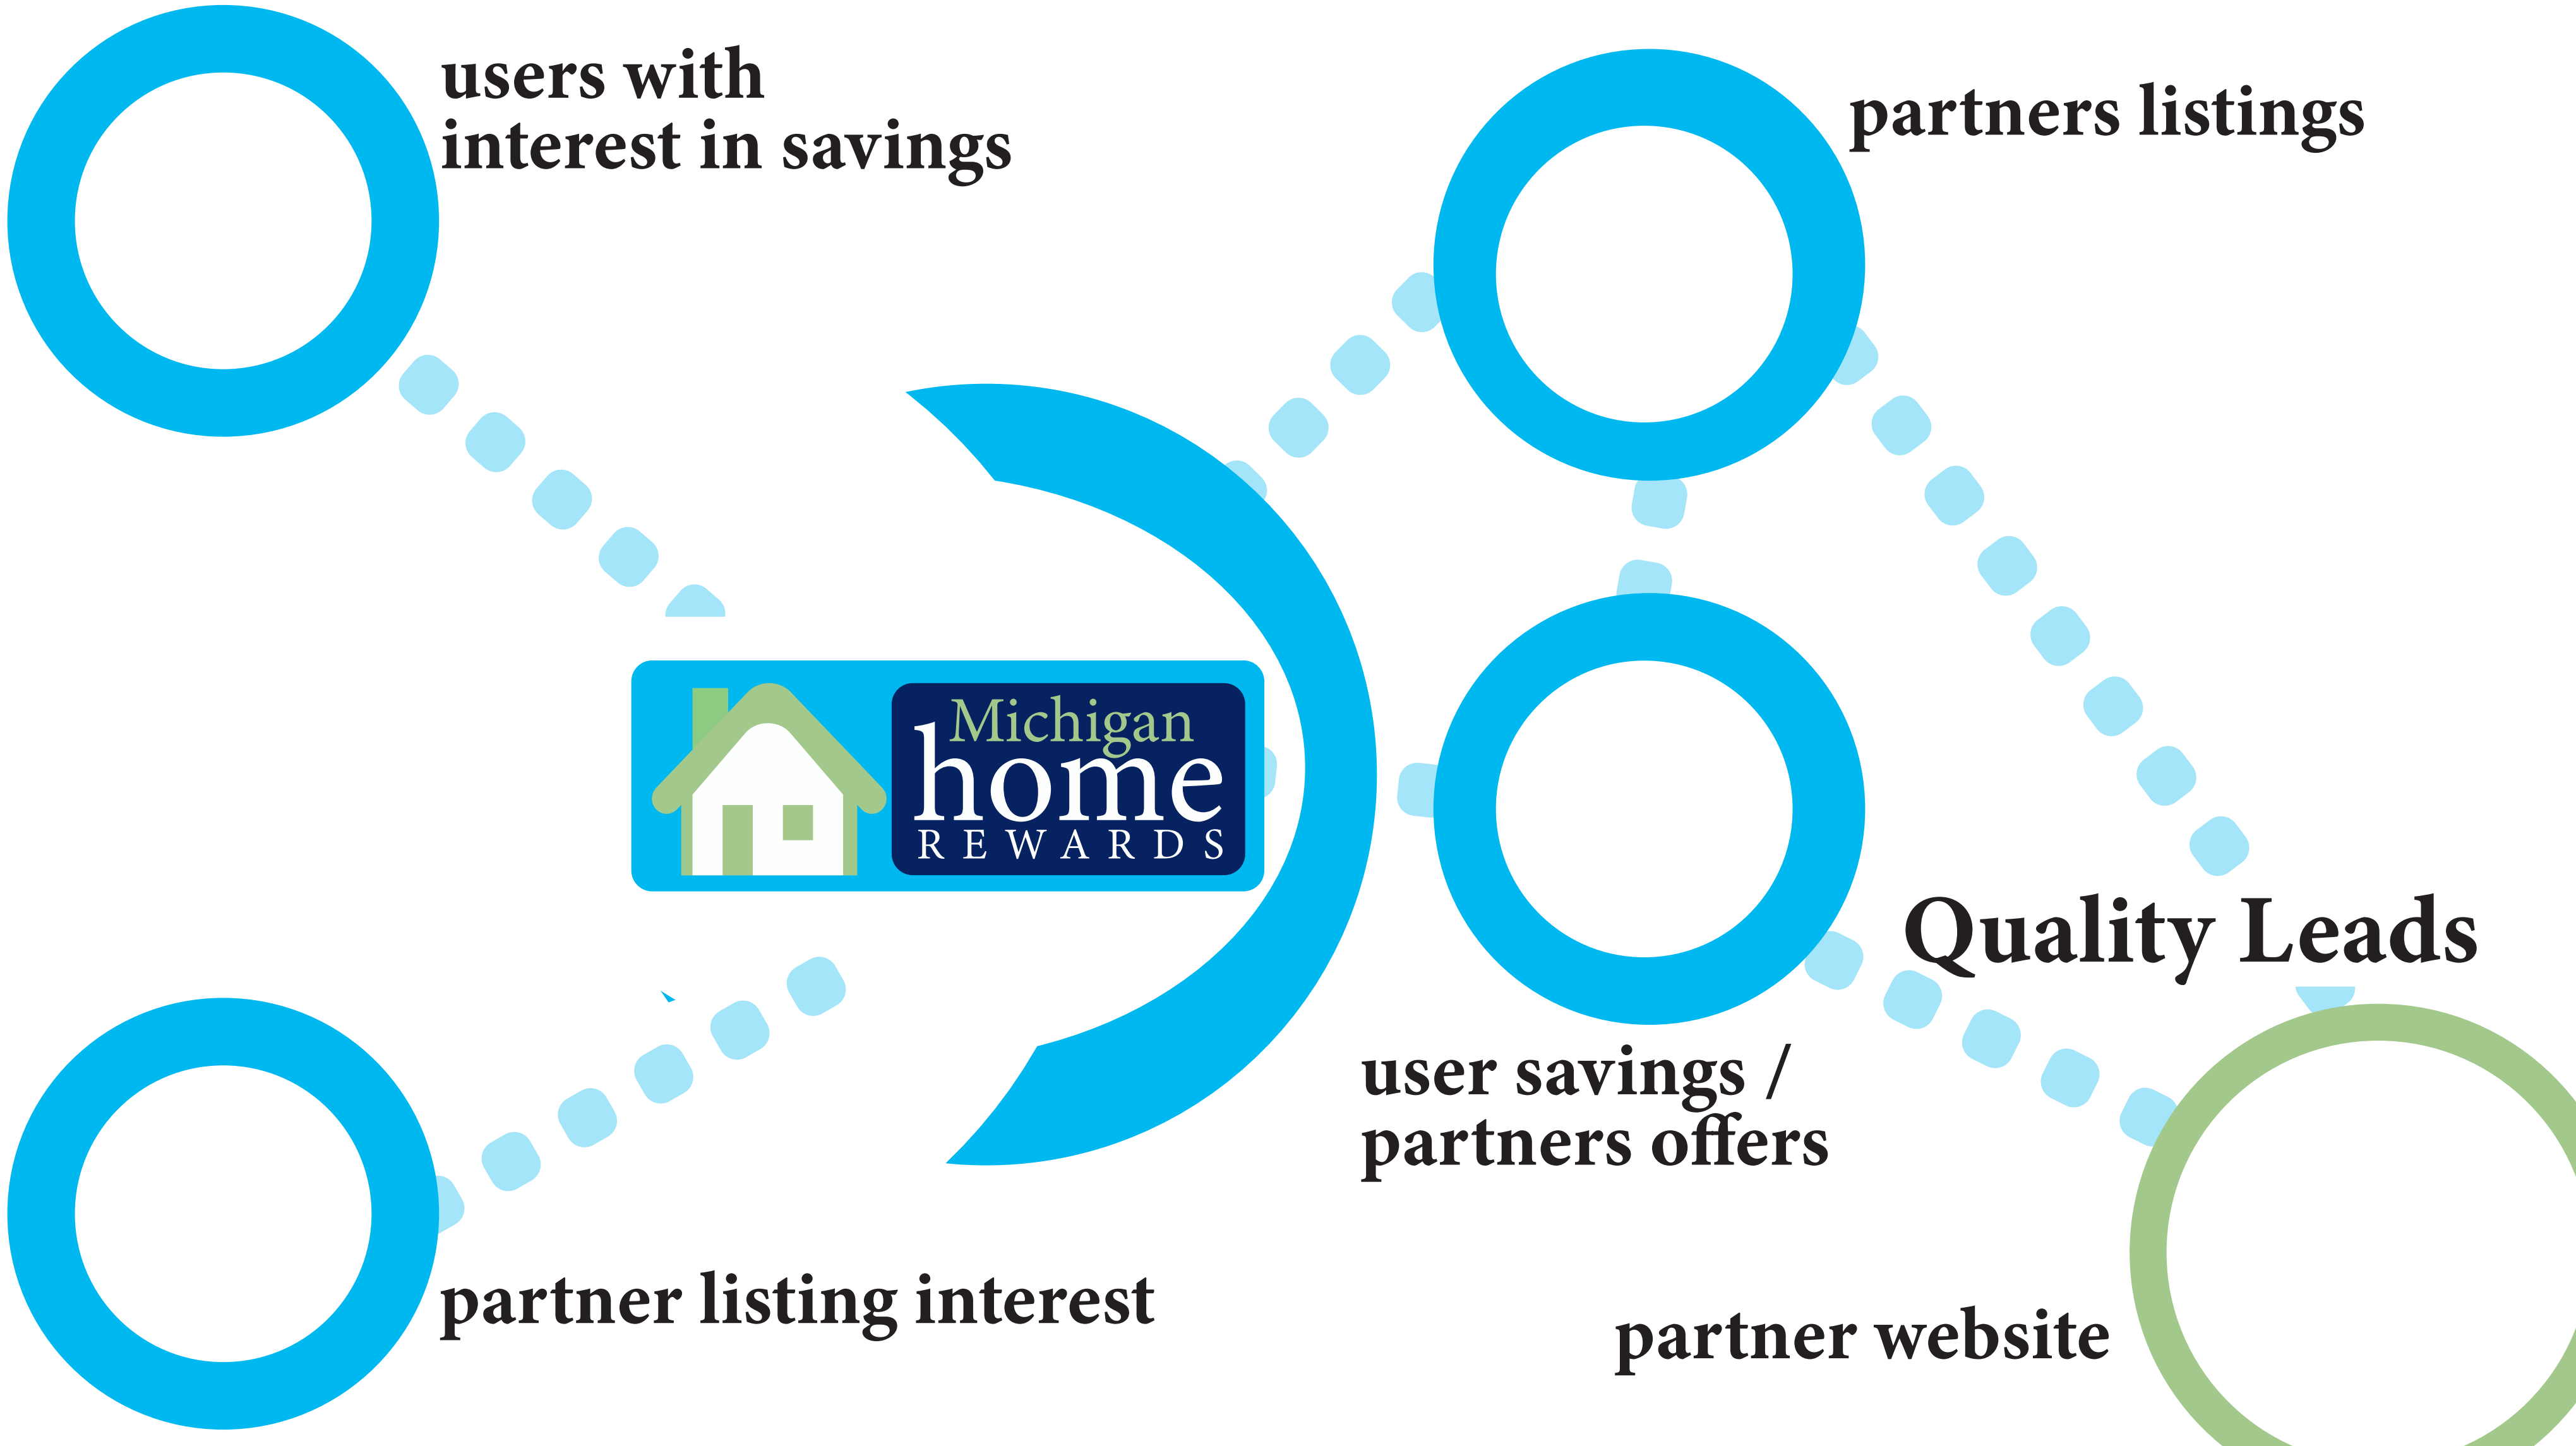 users with
interest in savings
partners listings
Michigan
home
REWARDS
Quality Leads
user savings /
partners offers
partner listing interest
partner website